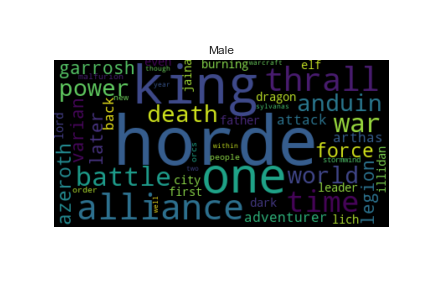 Male
garrosh
malfurion
though
burning
warcraft
elf
power
king
jaina
sylvanas
thrall
new
year
dragon
anduin
lord
varian
later
back
death
father
attack
war
horde
arthas
force
azeroth
orcs
within
people
stormwind
illidan
battle
two
one
world
legion
city
first
leader
order
alliance
well
dark
time
adventurer
lich